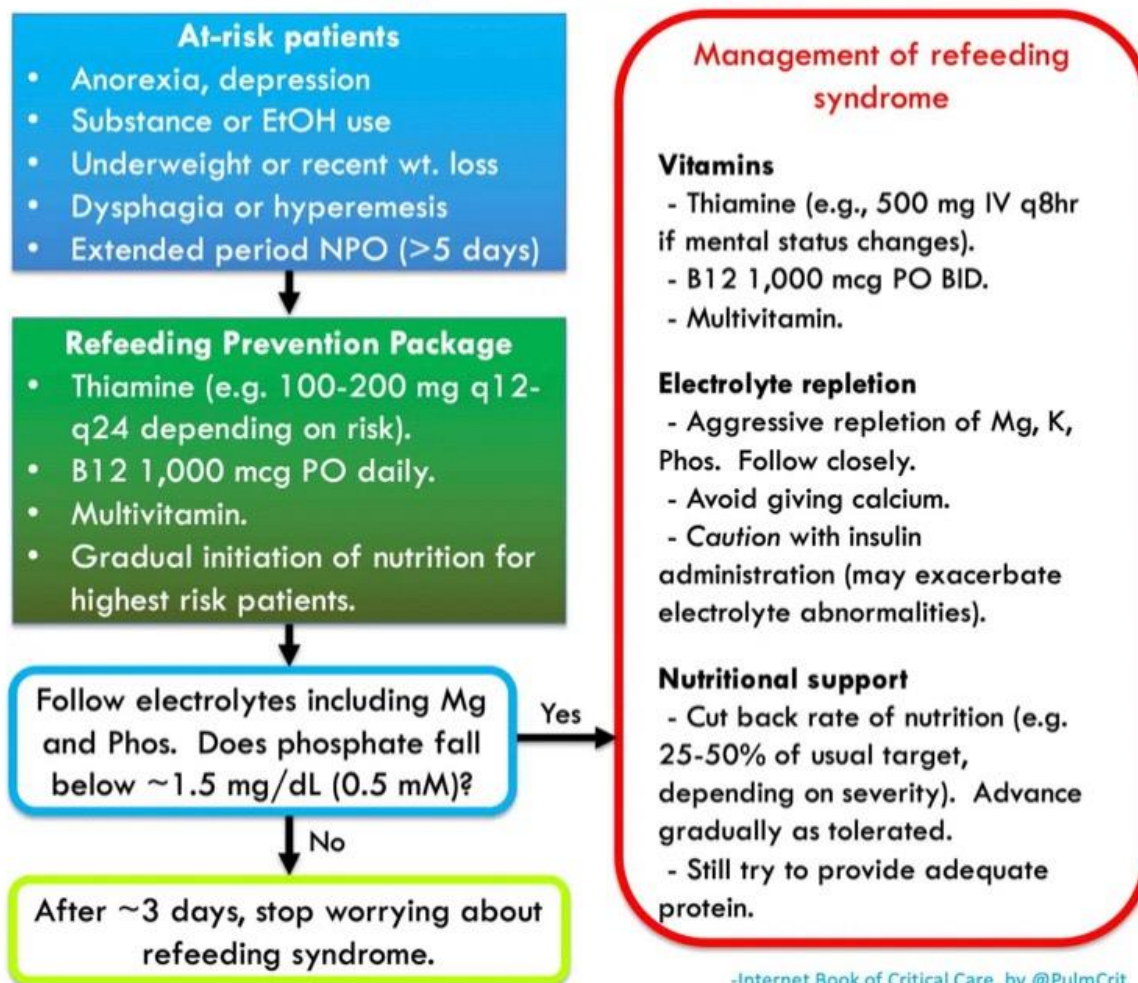 At-risk patients
• Anorexia, depression
• Substance or EtOH use
• Underweight or recent wt. loss
• Dysphagia or hyperemesis
• Extended period NPO (>5 days)
Refeeding Prevention Package
• Thiamine (e.g. 100-200 mg q12-
q24 depending on risk).
• B12 1,000 mcg PO daily.
• Multivitamin.
• Gradual initiation of nutrition for
highest risk patients.
Follow electrolytes including Mg
and Phos. Does phosphate fall
below ~1.5 mg/dL (0.5 mM)?
Yes
No
After ~3 days, stop worrying about
refeeding syndrome.
Management of refeeding
syndrome
Vitamins
- Thiamine (e.g., 500 mg IV q8hr
if mental status changes).
- B12 1,000 mcg PO BID.
- Multivitamin.
Electrolyte repletion
- Aggressive repletion of Mg, K,
Phos. Follow closely.
- Avoid giving calcium.
- Caution with insulin
administration (may exacerbate
electrolyte abnormalities).
Nutritional support
- Cut back rate of nutrition (e.g.
25-50% of usual target,
depending on severity). Advance
gradually as tolerated.
- Still try to provide adequate
protein.
-Internet Book of Critical Care, by @PulmCrit